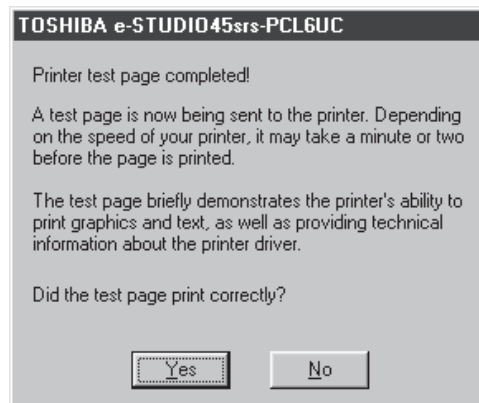 TOSHIBA e-STUDIO45srs-PCL6UC
Printer test page completed!
A test page is now being sent to the printer. Depending
on the speed of your printer, it may take a minute or two
before the page is printed.
The test page briefly demonstrates the printer's ability to
print graphics and text, as well as providing technical
information about the printer driver.
Did the test page print correctly?
Yes No